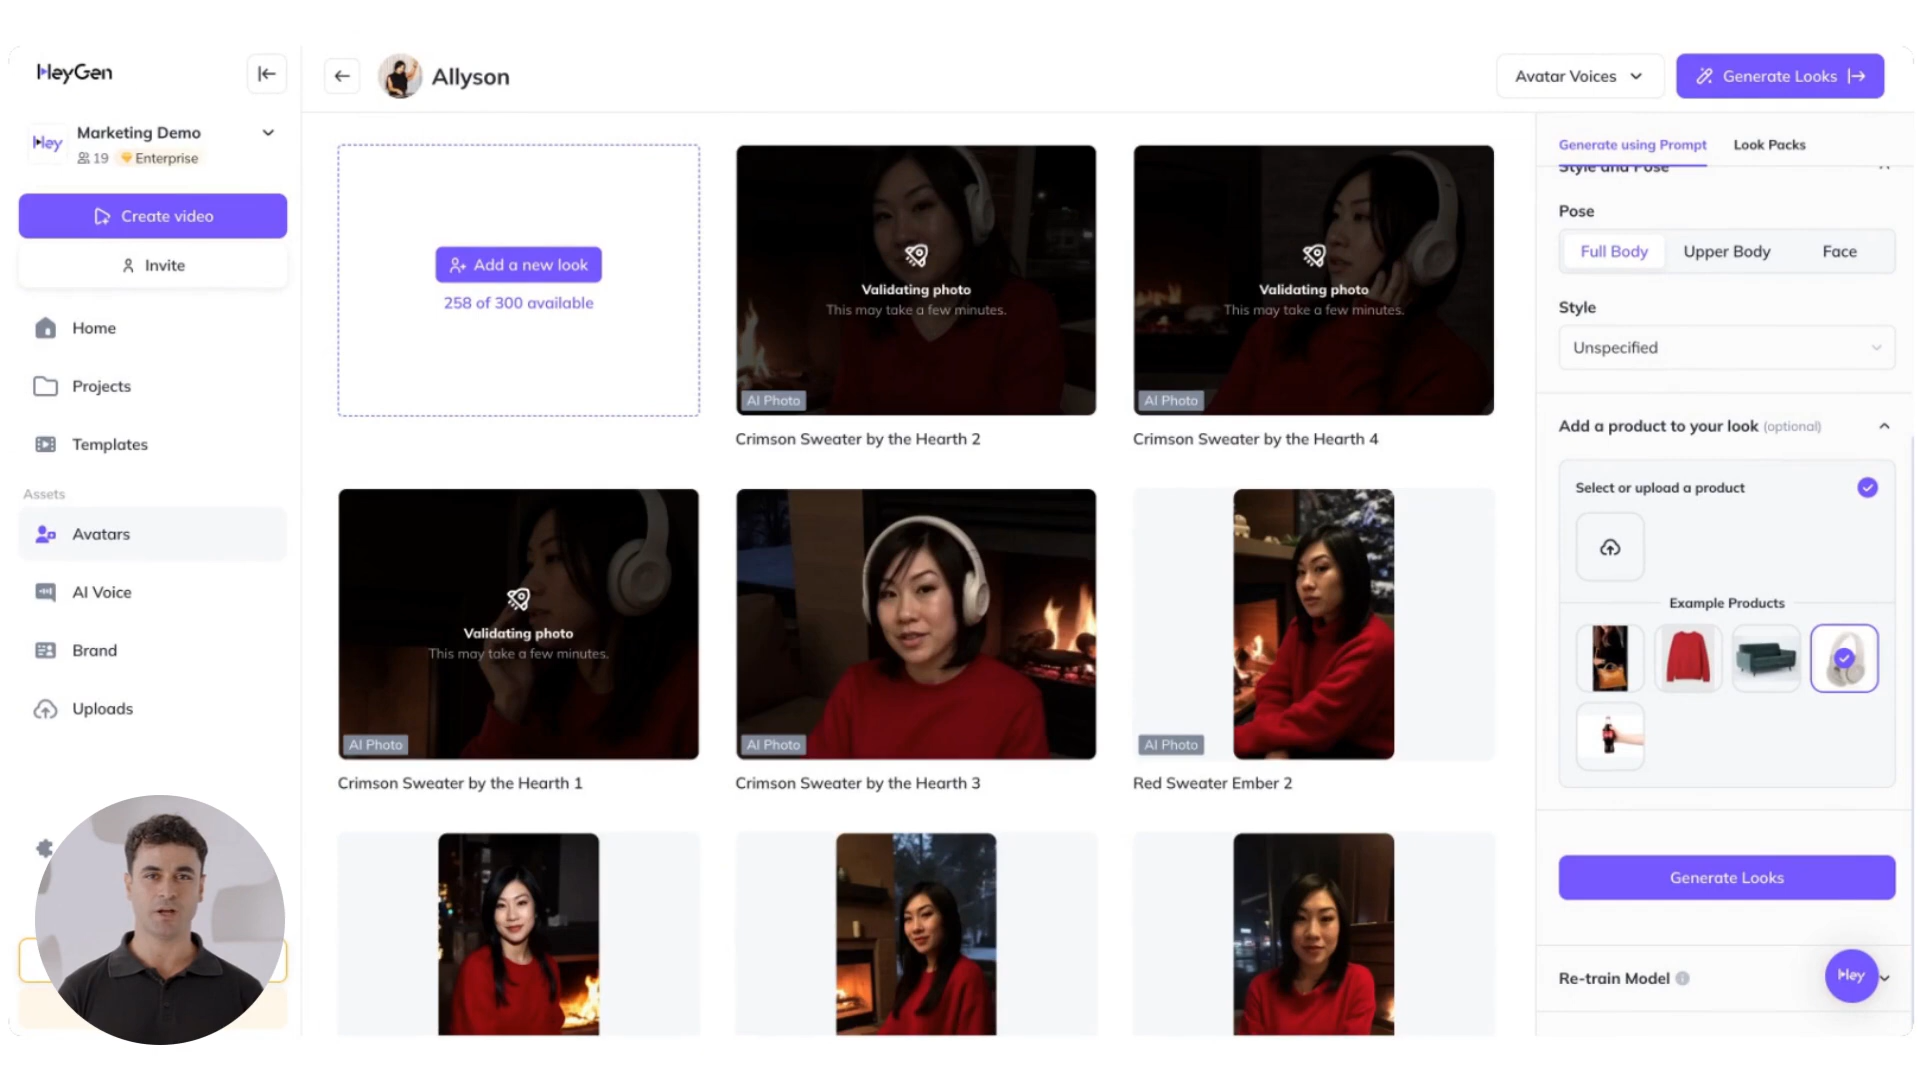 HeyGen
Hey
Marketing Demo
19 Enterprise
Create video
Invite
Home
Projects
Templates
Assets
Avatars
AI Voice
Brand
Uploads
Allyson
Avatar Voices
Generate Looks
Add a new look
258 of 300 available
Validating photo
This may take a few minutes.
AI Photo
Crimson Sweater by the Hearth 2
Validating photo
This may take a few minutes.
AI Photo
Crimson Sweater by the Hearth 4
Validating photo
This may take a few minutes.
AI Photo
Crimson Sweater by the Hearth 1
AI Photo
Crimson Sweater by the Hearth 3
AI Photo
Red Sweater Ember 2
Generate using Prompt
Look Packs
Style and Pose
Pose
Full Body
Upper Body
Face
Style
Unspecified
Add a product to your look (optional)
Select or upload a product
Example Products
Generate Looks
Re-train Model
Hey